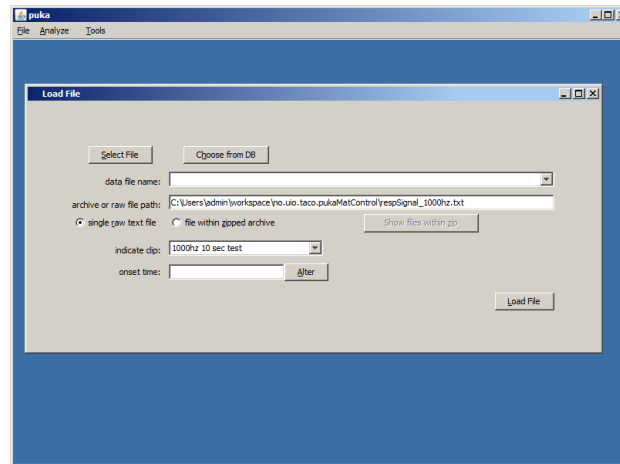 puka
File Analyze Tools
Load File
Select File Choose from DB
data file name:
archive or raw file path: C:\Users\admin\workspace\no.uio.taco.pukaMatControl\respSignal_1000hz.txt
single raw text file file within zipped archive Show files within zip
indicate clip: 1000hz 10 sec test
onset time: Alter
Load File